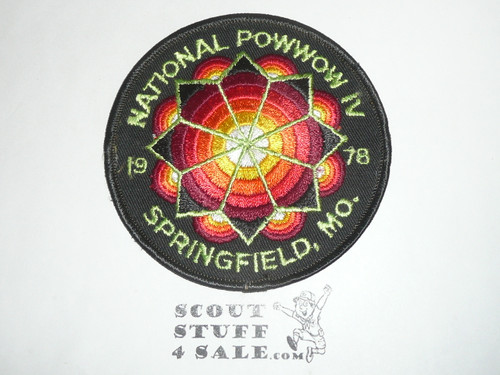 NATIONAL POWWOW IV
19 78
SPRINGFIELD, MO.
SCOUT
STUFF
4 SALE.COM